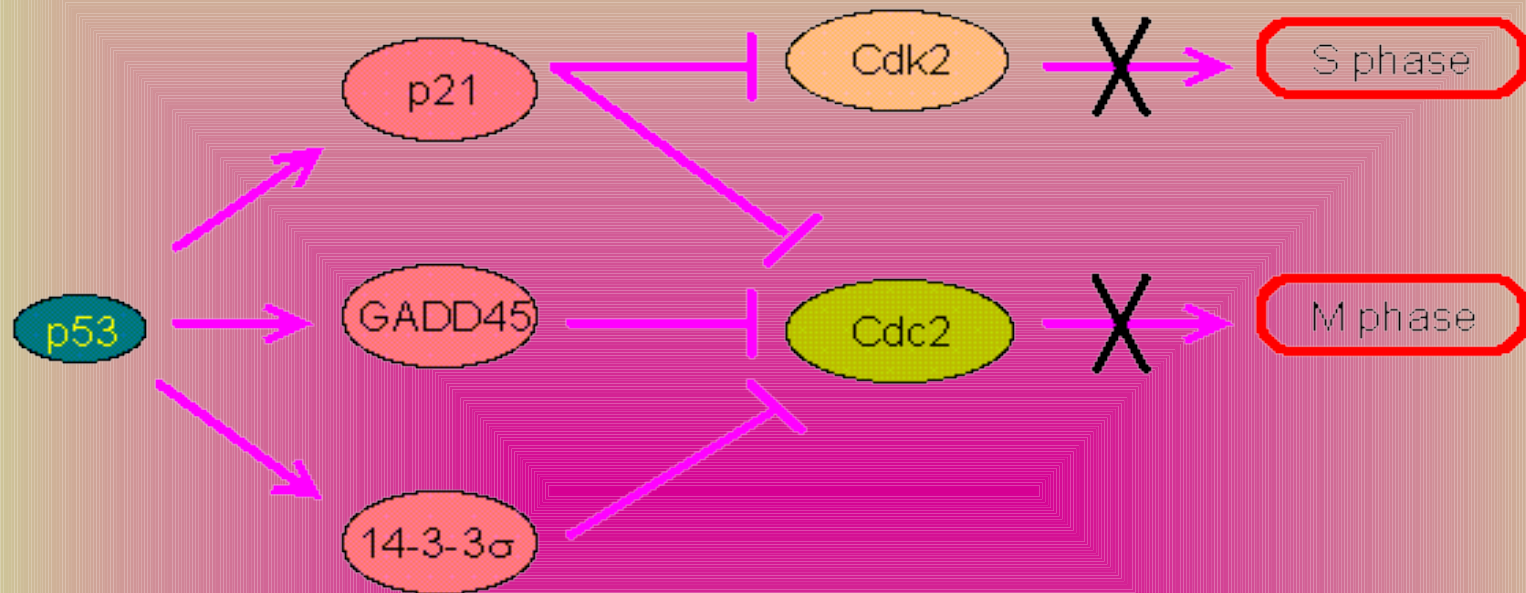 p21
Cdk2
S phase
p53
GADD45
Cdc2
M phase
14-3-3σ